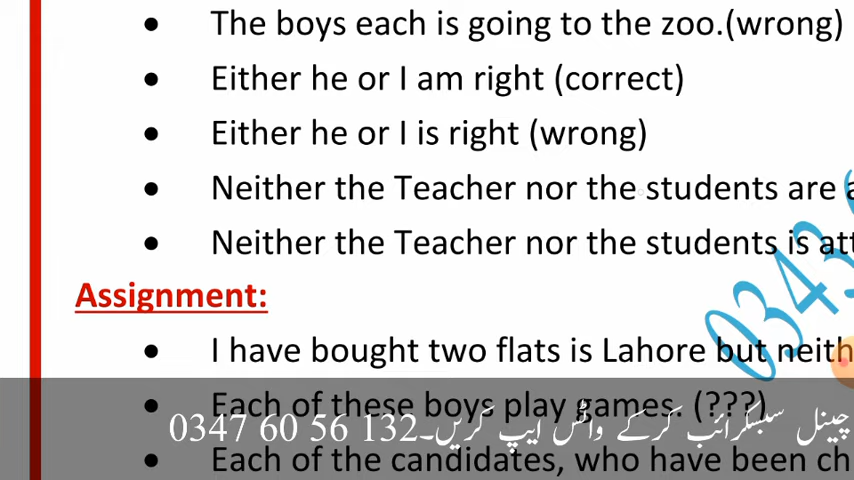 The boys each is going to the zoo.(wrong)
Either he or I am right (correct)
Either he or I is right (wrong)
Neither the Teacher nor the students are a
Neither the Teacher nor the students is att
Assignment:
I have bought two flats is Lahore but neith
Each of these boys play games. (???)
چینل سبسکرائب کرکے واٹس ایپ کریں۔0347 60 56 132
Each of the candidates, who have been ch
0343